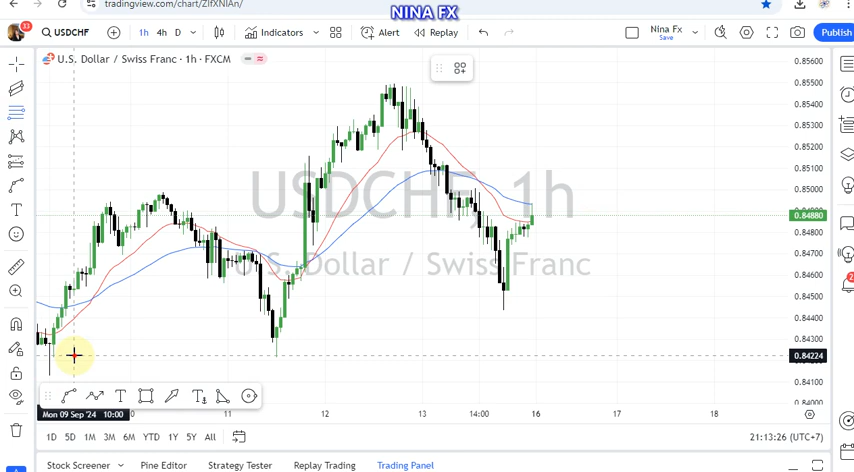 tradingview.com/chart/ZIfXNIAn/
NINA FX
33
USDCHF
1h 4h D
Indicators
Alert
Replay
Nina Fx
Save
Publish
U.S. Dollar / Swiss Franc · 1h · FXCM
USDCHF, 1h
U.S. Dollar / Swiss Franc
0.85600
0.85500
0.85400
0.85300
0.85200
0.85100
0.85000
0.84880
0.84800
0.84700
0.84600
0.84500
0.84400
0.84300
0.84224
0.84100
0.84000
2
T
Mon 09 Sep '24 10:00
11 12 13 14:00 16 17 18
1D 5D 1M 3M 6M YTD 1Y 5Y All
21:13:26 (UTC+7)
Stock Screener Pine Editor Strategy Tester Replay Trading Trading Panel